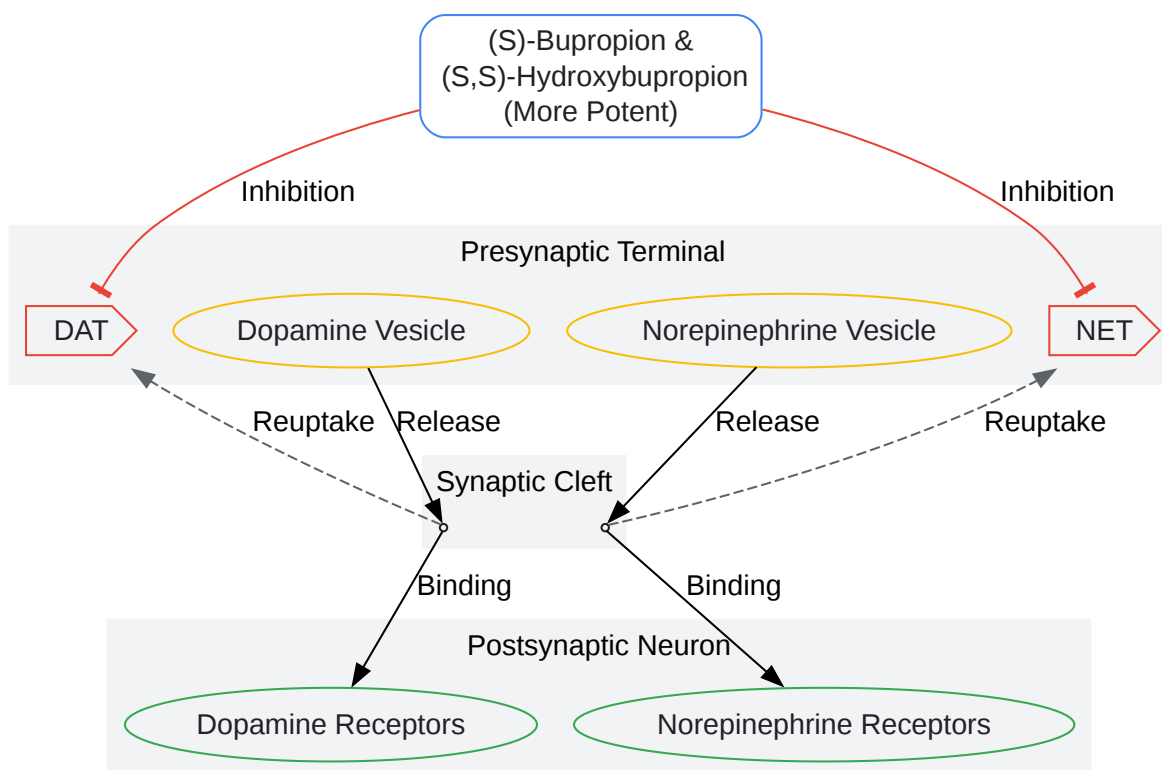 (S)-Bupropion &
(S,S)-Hydroxybupropion
(More Potent)
Inhibition
Inhibition
Presynaptic Terminal
DAT
Dopamine Vesicle
Norepinephrine Vesicle
NET
Reuptake
Release
Release
Reuptake
Synaptic Cleft
Binding
Binding
Postsynaptic Neuron
Dopamine Receptors
Norepinephrine Receptors